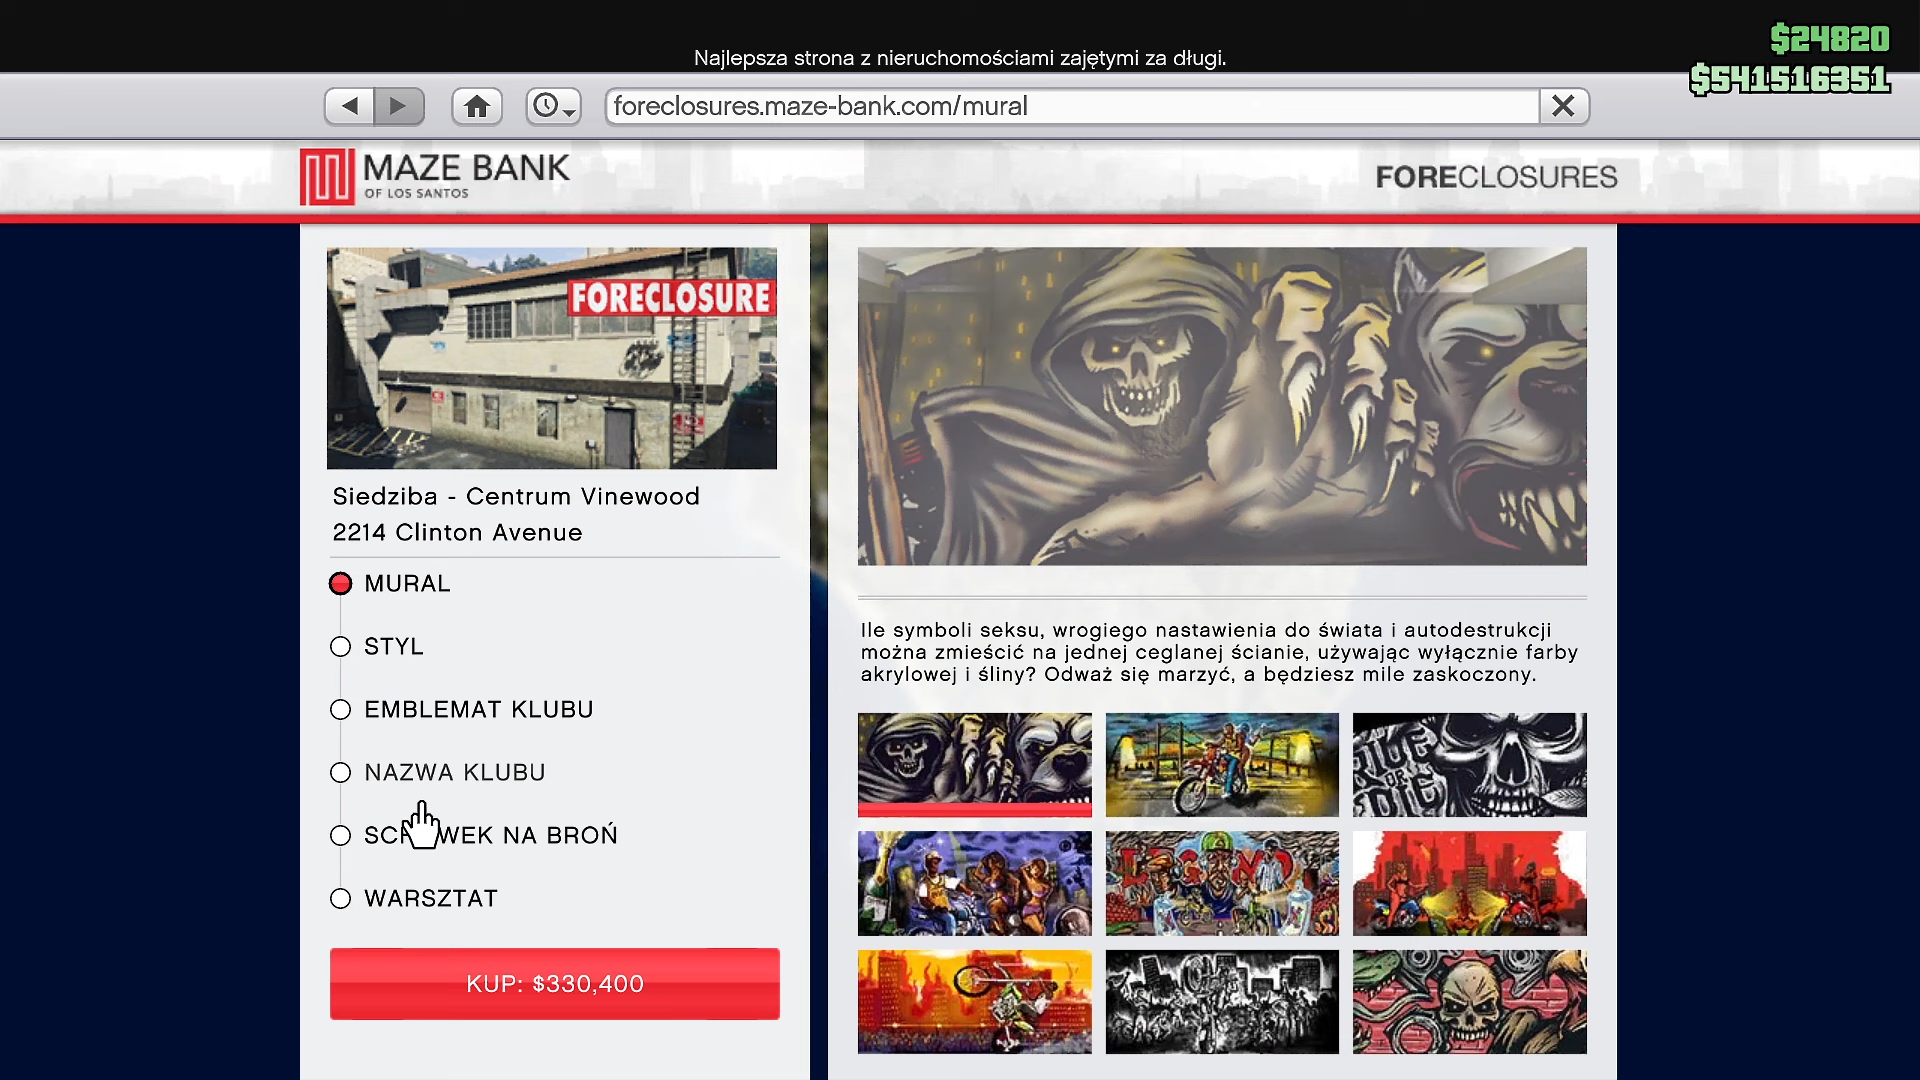 $24820
Najlepsza strona z nieruchomościami zajętymi za długi.
$541516351
foreclosures.maze-bank.com/mural
MAZE BANK
OF LOS SANTOS
FORECLOSURES
FORECLOSURE
Siedziba - Centrum Vinewood
2214 Clinton Avenue
MURAL
STYL
EMBLEMAT KLUBU
NAZWA KLUBU
NA BROŃ
WARSZTAT
KUP: $330,400
Ile symboli seksu, wrogiego nastawienia do świata i autodestrukcji
można zmieścić na jednej ceglanej ścianie, używając wyłącznie farby
akrylowej i śliny? Odważ się marzyć, a będziesz mile zaskoczony.
OR
DIE